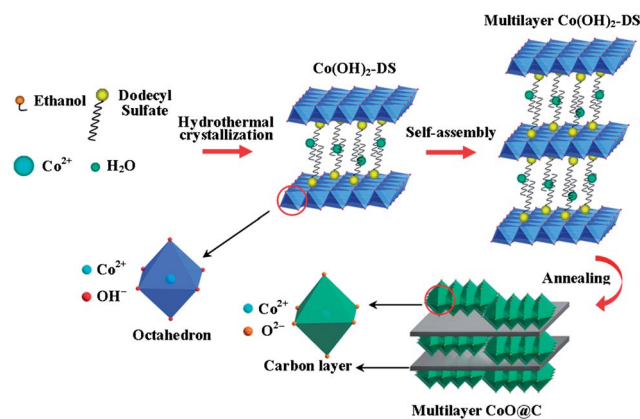 Multilayer Co(OH)₂-DS
Co(OH)₂-DS
Ethanol
Dodecyl
Sulfate
Hydrothermal
crystallization
Self-assembly
Co²⁺
H₂O
Annealing
Co²⁺
OH⁻
Octahedron
Co²⁺
O²⁻
Carbon layer
Multilayer CoO@C